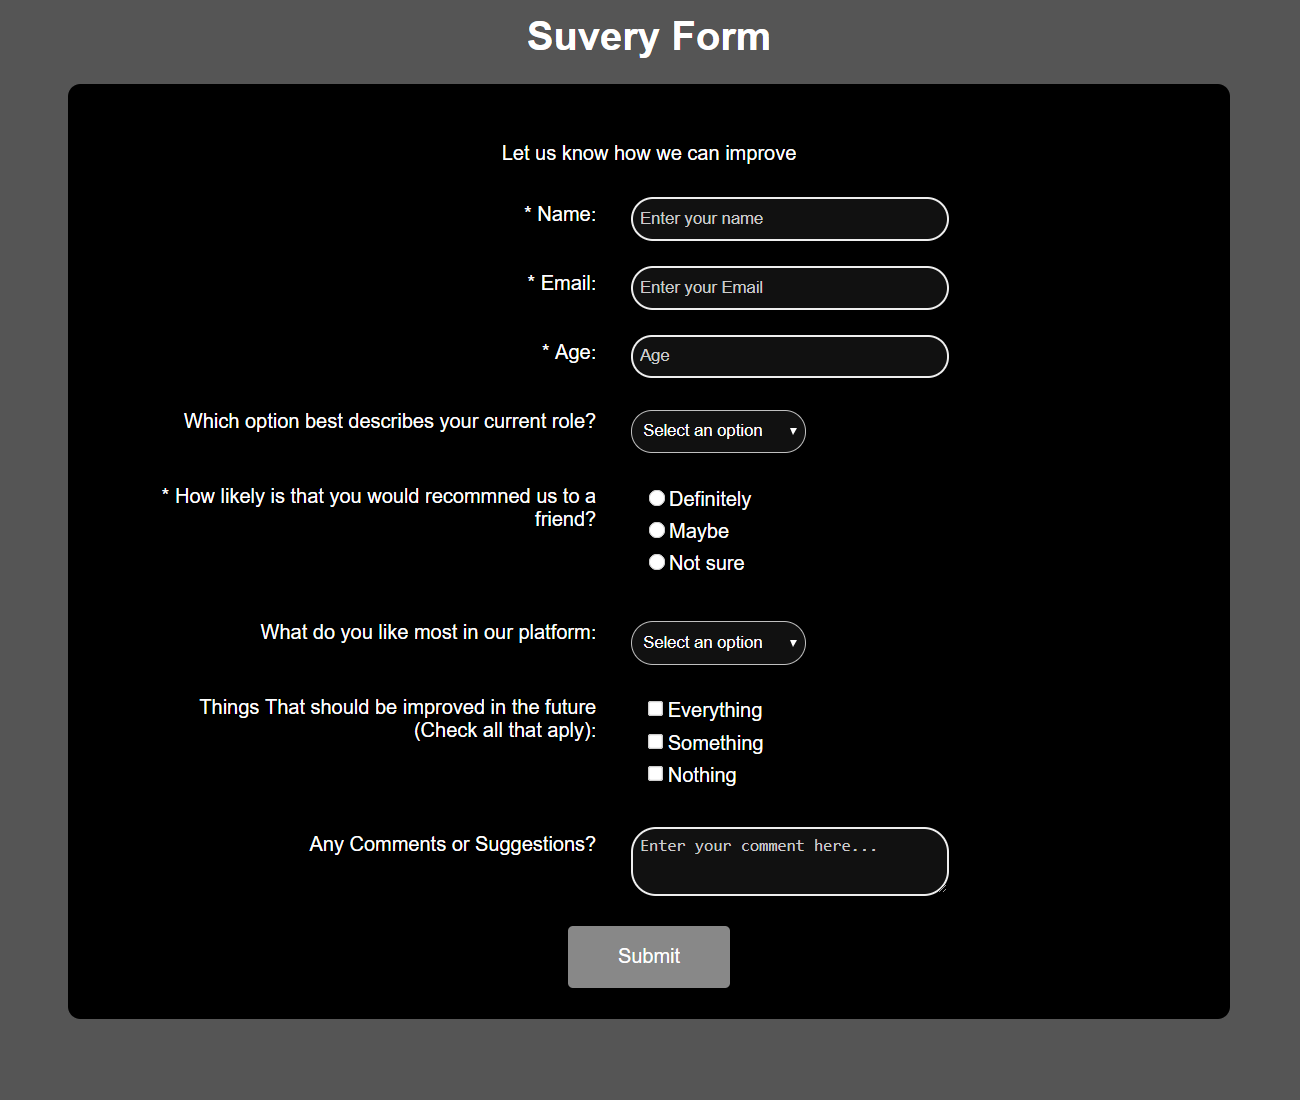 Suvery Form
Let us know how we can improve
* Name:
Enter your name
* Email:
Enter your Email
* Age:
Age
Which option best describes your current role?
Select an option
* How likely is that you would recommned us to a
friend?
Definitely
Maybe
Not sure
What do you like most in our platform:
Select an option
Things That should be improved in the future
(Check all that aply):
Everything
Something
Nothing
Any Comments or Suggestions?
Enter your comment here...
Submit